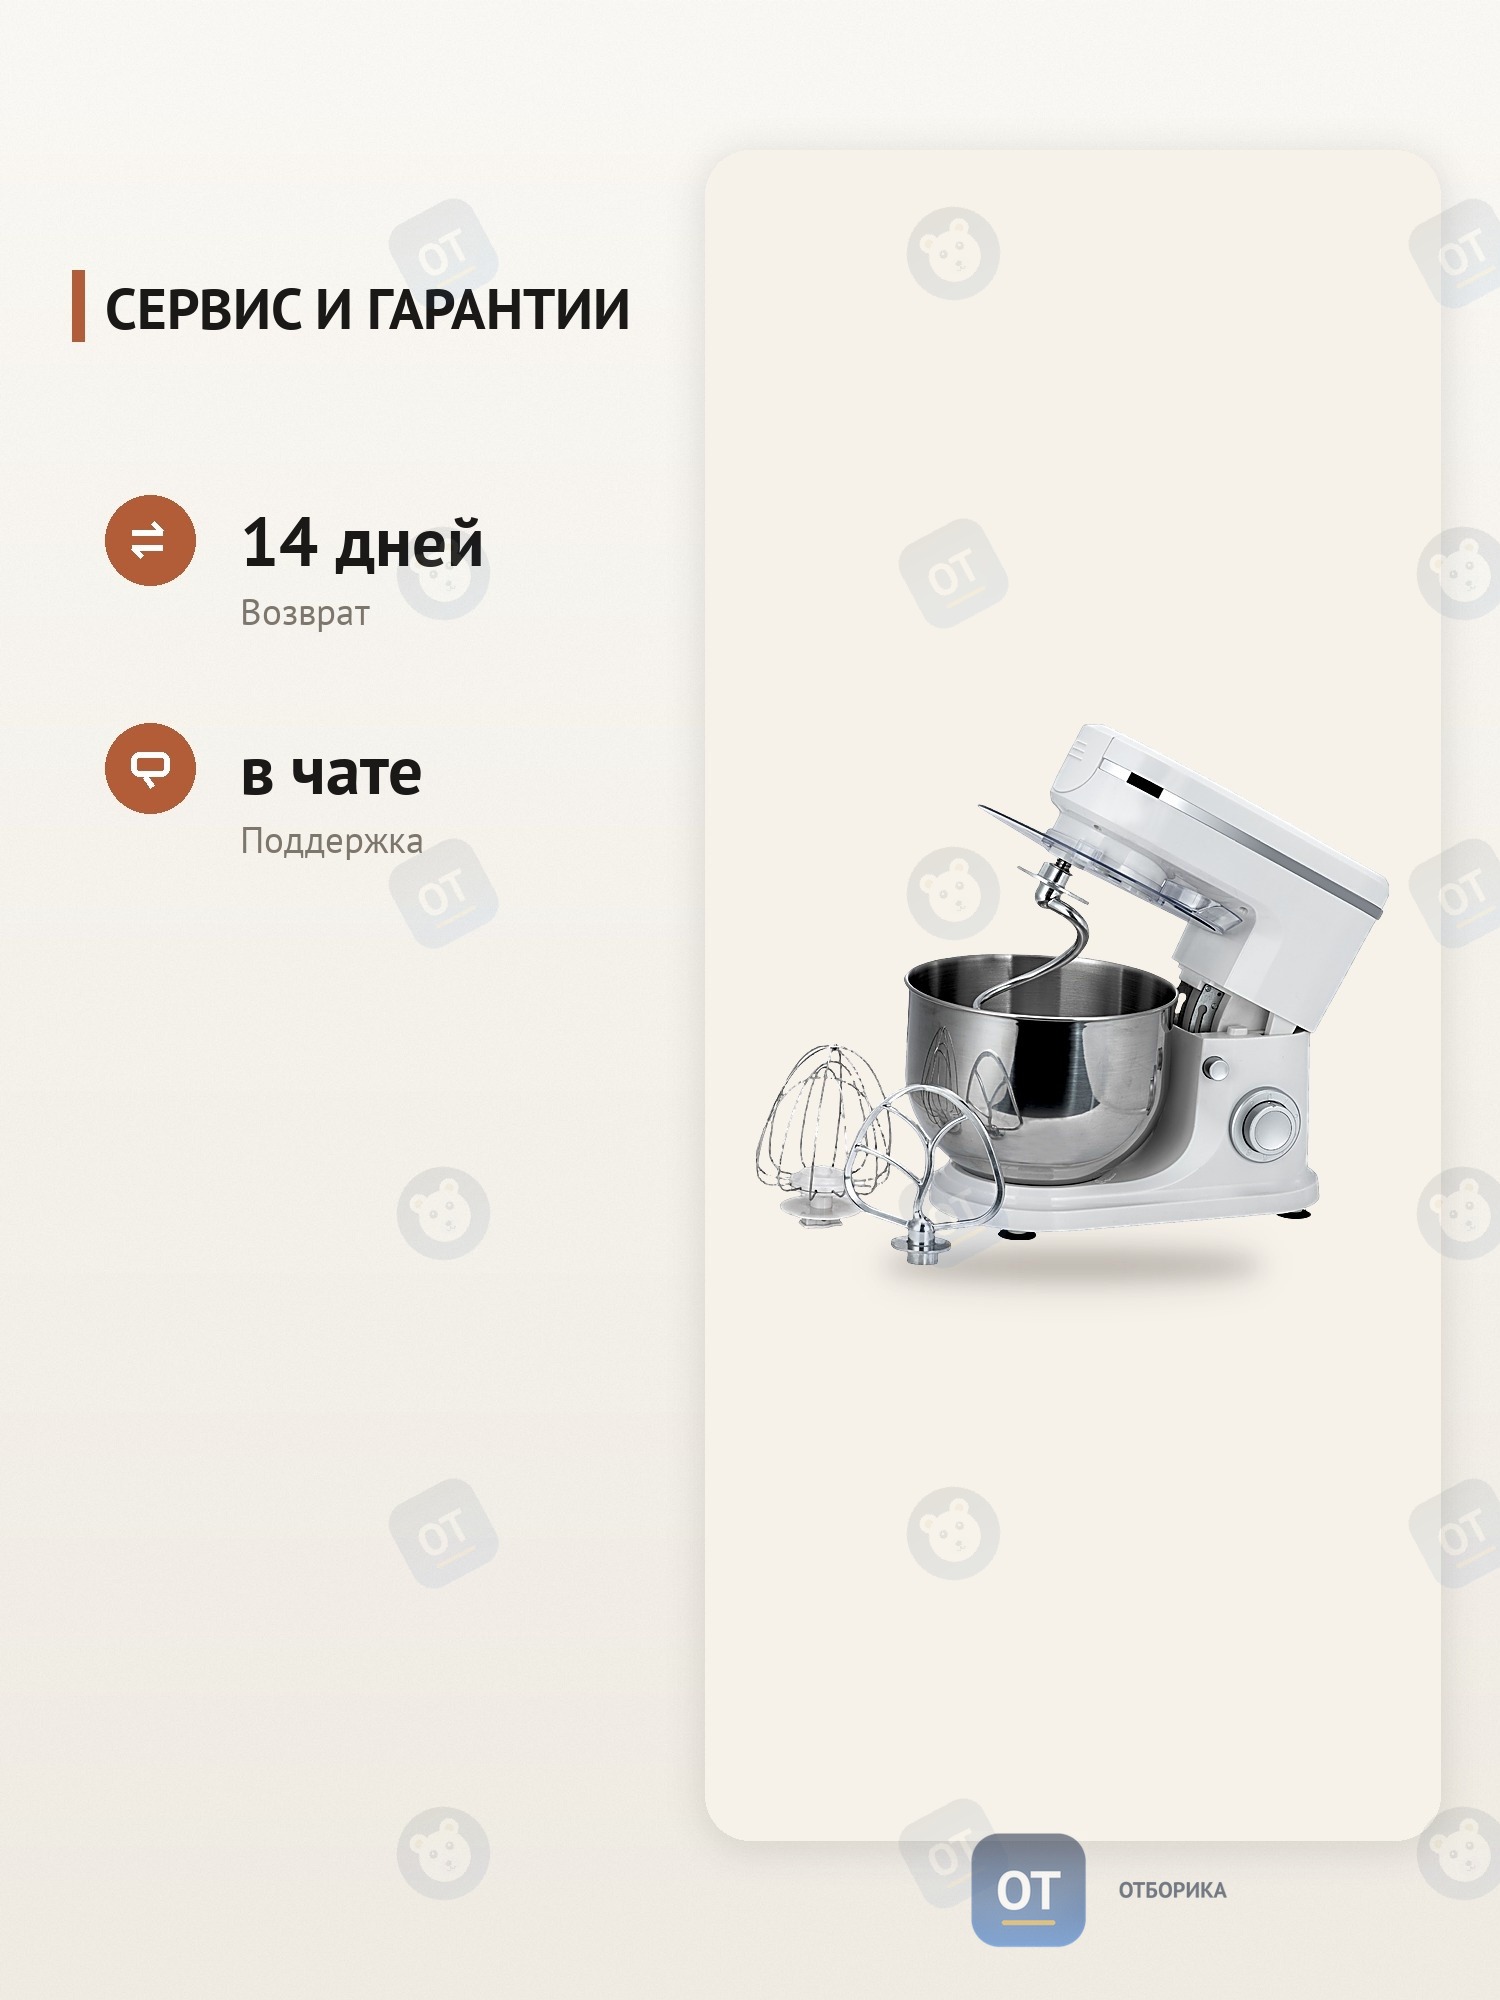 СЕРВИС И ГАРАНТИИ
14 дней
Возврат
в чате
Поддержка
ОТ
ОТБОРИКА